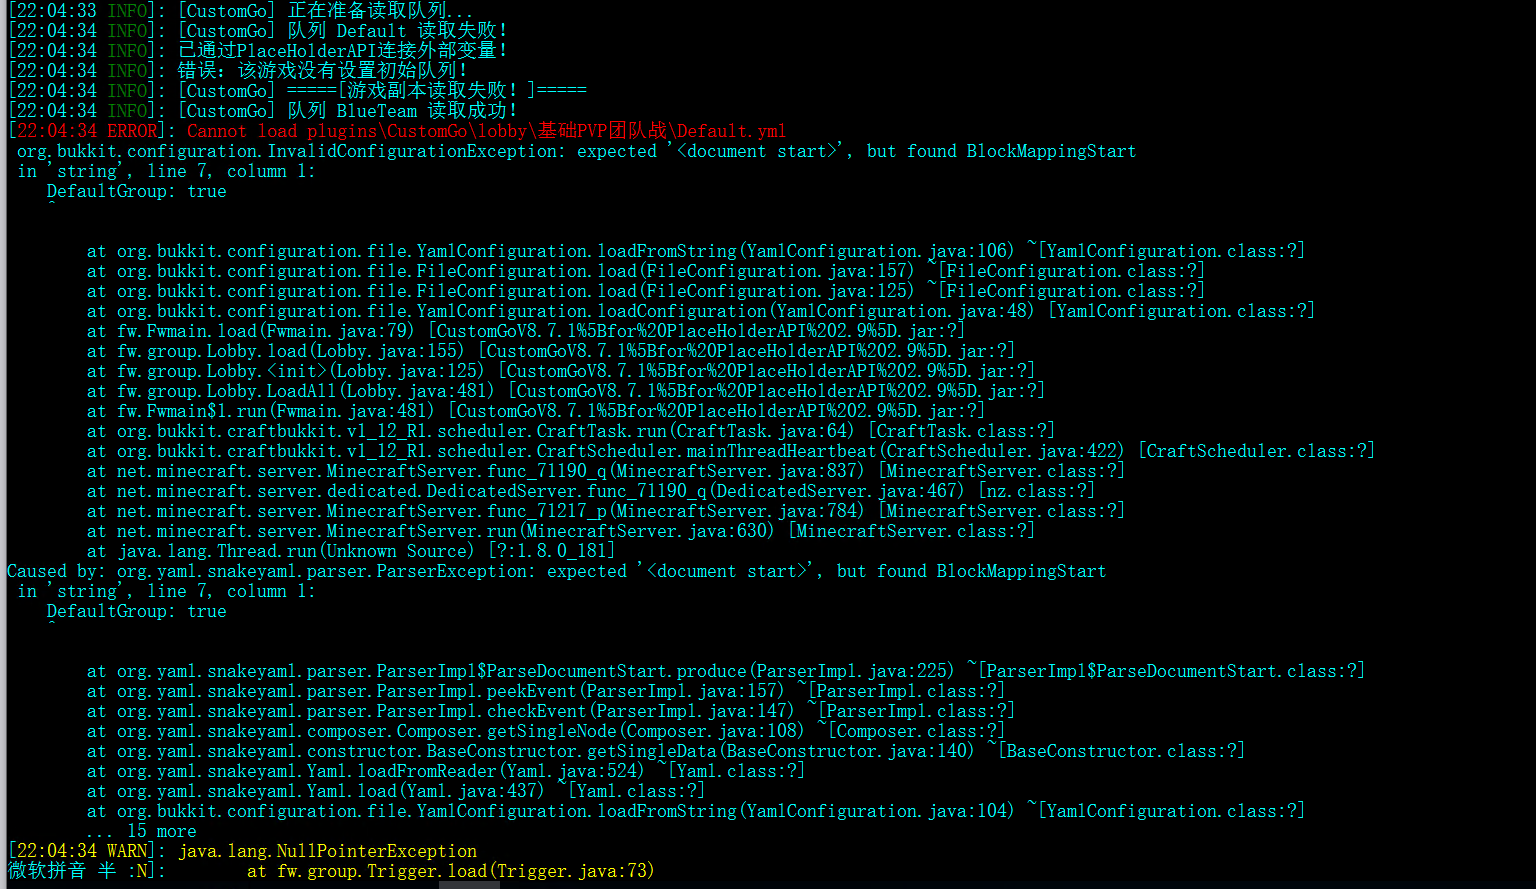 [22:04:33 INFO]: [CustomGo] 正在准备读取队列...
[22:04:34 INFO]: [CustomGo] 队列 Default 读取失败!
[22:04:34 INFO]: 已通过PlaceHolderAPI连接外部变量!
[22:04:34 INFO]: 错误: 该游戏没有设置初始队列!
[22:04:34 INFO]: [CustomGo] =====[游戏副本读取失败! ]=====
[22:04:34 INFO]: [CustomGo] 队列 BlueTeam 读取成功!
[22:04:34 ERROR]: Cannot load plugins\CustomGo\lobby\基础PVP团队战\Default.yml
org.bukkit.configuration.InvalidConfigurationException: expected '<document start>', but found BlockMappingStart
in 'string', line 7, column 1:
DefaultGroup: true
^
at org.bukkit.configuration.file.YamlConfiguration.loadFromString(YamlConfiguration.java:106) ~[YamlConfiguration.class:?]
at org.bukkit.configuration.file.FileConfiguration.load(FileConfiguration.java:157) ~[FileConfiguration.class:?]
at org.bukkit.configuration.file.FileConfiguration.load(FileConfiguration.java:125) ~[FileConfiguration.class:?]
at org.bukkit.configuration.file.YamlConfiguration.loadConfiguration(YamlConfiguration.java:48) [YamlConfiguration.class:?]
at fw.Fwmain.load(Fwmain.java:79) [CustomGoV8.7.1%5Bfor%20PlaceHolderAPI%202.9%5D.jar:?]
at fw.group.Lobby.load(Lobby.java:155) [CustomGoV8.7.1%5Bfor%20PlaceHolderAPI%202.9%5D.jar:?]
at fw.group.Lobby.<init>(Lobby.java:125) [CustomGoV8.7.1%5Bfor%20PlaceHolderAPI%202.9%5D.jar:?]
at fw.group.Lobby.LoadAll(Lobby.java:481) [CustomGoV8.7.1%5Bfor%20PlaceHolderAPI%202.9%5D.jar:?]
at fw.Fwmain$1.run(Fwmain.java:481) [CustomGoV8.7.1%5Bfor%20PlaceHolderAPI%202.9%5D.jar:?]
at org.bukkit.craftbukkit.v1_12_R1.scheduler.CraftTask.run(CraftTask.java:64) [CraftTask.class:?]
at org.bukkit.craftbukkit.v1_12_R1.scheduler.CraftScheduler.mainThreadHeartbeat(CraftScheduler.java:422) [CraftScheduler.class:?]
at net.minecraft.server.MinecraftServer.func_71190_q(MinecraftServer.java:837) [MinecraftServer.class:?]
at net.minecraft.server.dedicated.DedicatedServer.func_71190_q(DedicatedServer.java:467) [nz.class:?]
at net.minecraft.server.MinecraftServer.func_71217_p(MinecraftServer.java:784) [MinecraftServer.class:?]
at net.minecraft.server.MinecraftServer.run(MinecraftServer.java:630) [MinecraftServer.class:?]
at java.lang.Thread.run(Unknown Source) [?:1.8.0_181]
Caused by: org.yaml.snakeyaml.parser.ParserException: expected '<document start>', but found BlockMappingStart
in 'string', line 7, column 1:
DefaultGroup: true
^
at org.yaml.snakeyaml.parser.ParserImpl$ParseDocumentStart.produce(ParserImpl.java:225) ~[ParserImpl$ParseDocumentStart.class:?]
at org.yaml.snakeyaml.parser.ParserImpl.peekEvent(ParserImpl.java:157) ~[ParserImpl.class:?]
at org.yaml.snakeyaml.parser.ParserImpl.checkEvent(ParserImpl.java:147) ~[ParserImpl.class:?]
at org.yaml.snakeyaml.composer.Composer.getSingleNode(Composer.java:108) ~[Composer.class:?]
at org.yaml.snakeyaml.constructor.BaseConstructor.getSingleData(BaseConstructor.java:140) ~[BaseConstructor.class:?]
at org.yaml.snakeyaml.Yaml.loadFromReader(Yaml.java:524) ~[Yaml.class:?]
at org.yaml.snakeyaml.Yaml.load(Yaml.java:437) ~[Yaml.class:?]
at org.bukkit.configuration.file.YamlConfiguration.loadFromString(YamlConfiguration.java:104) ~[YamlConfiguration.class:?]
... 15 more
[22:04:34 WARN]: java.lang.NullPointerException
微软拼音 半 :N]: at fw.group.Trigger.load(Trigger.java:73)